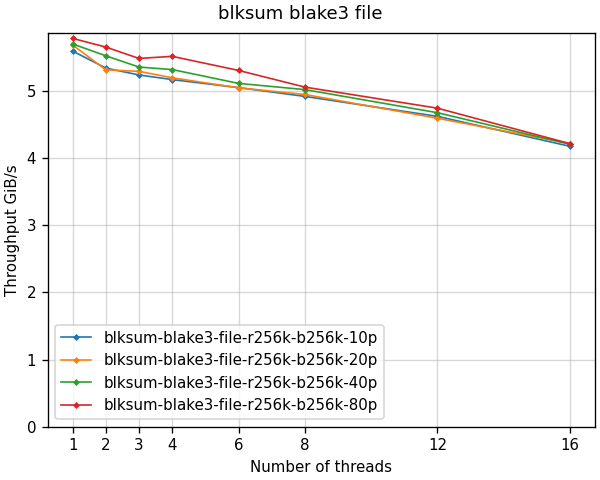 blksum blake3 file
Throughput GiB/s
5
4
3
2
1
0
blksum-blake3-file-r256k-b256k-10p
blksum-blake3-file-r256k-b256k-20p
blksum-blake3-file-r256k-b256k-40p
blksum-blake3-file-r256k-b256k-80p
1 2 3 4 6 8 12 16
Number of threads